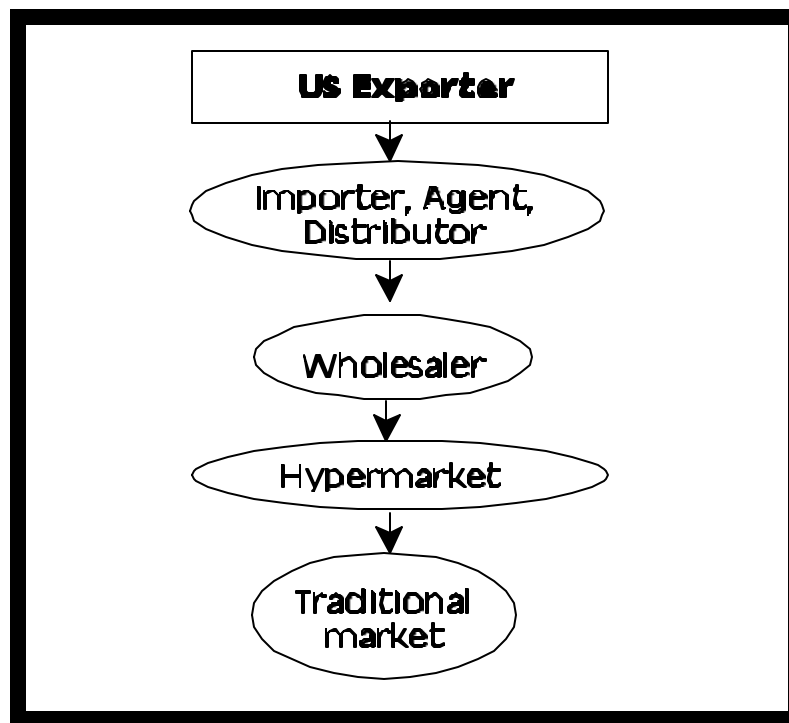 US Exporter
Importer, Agent,
Distributor
Wholesaler
Hypermarket
Traditional
market